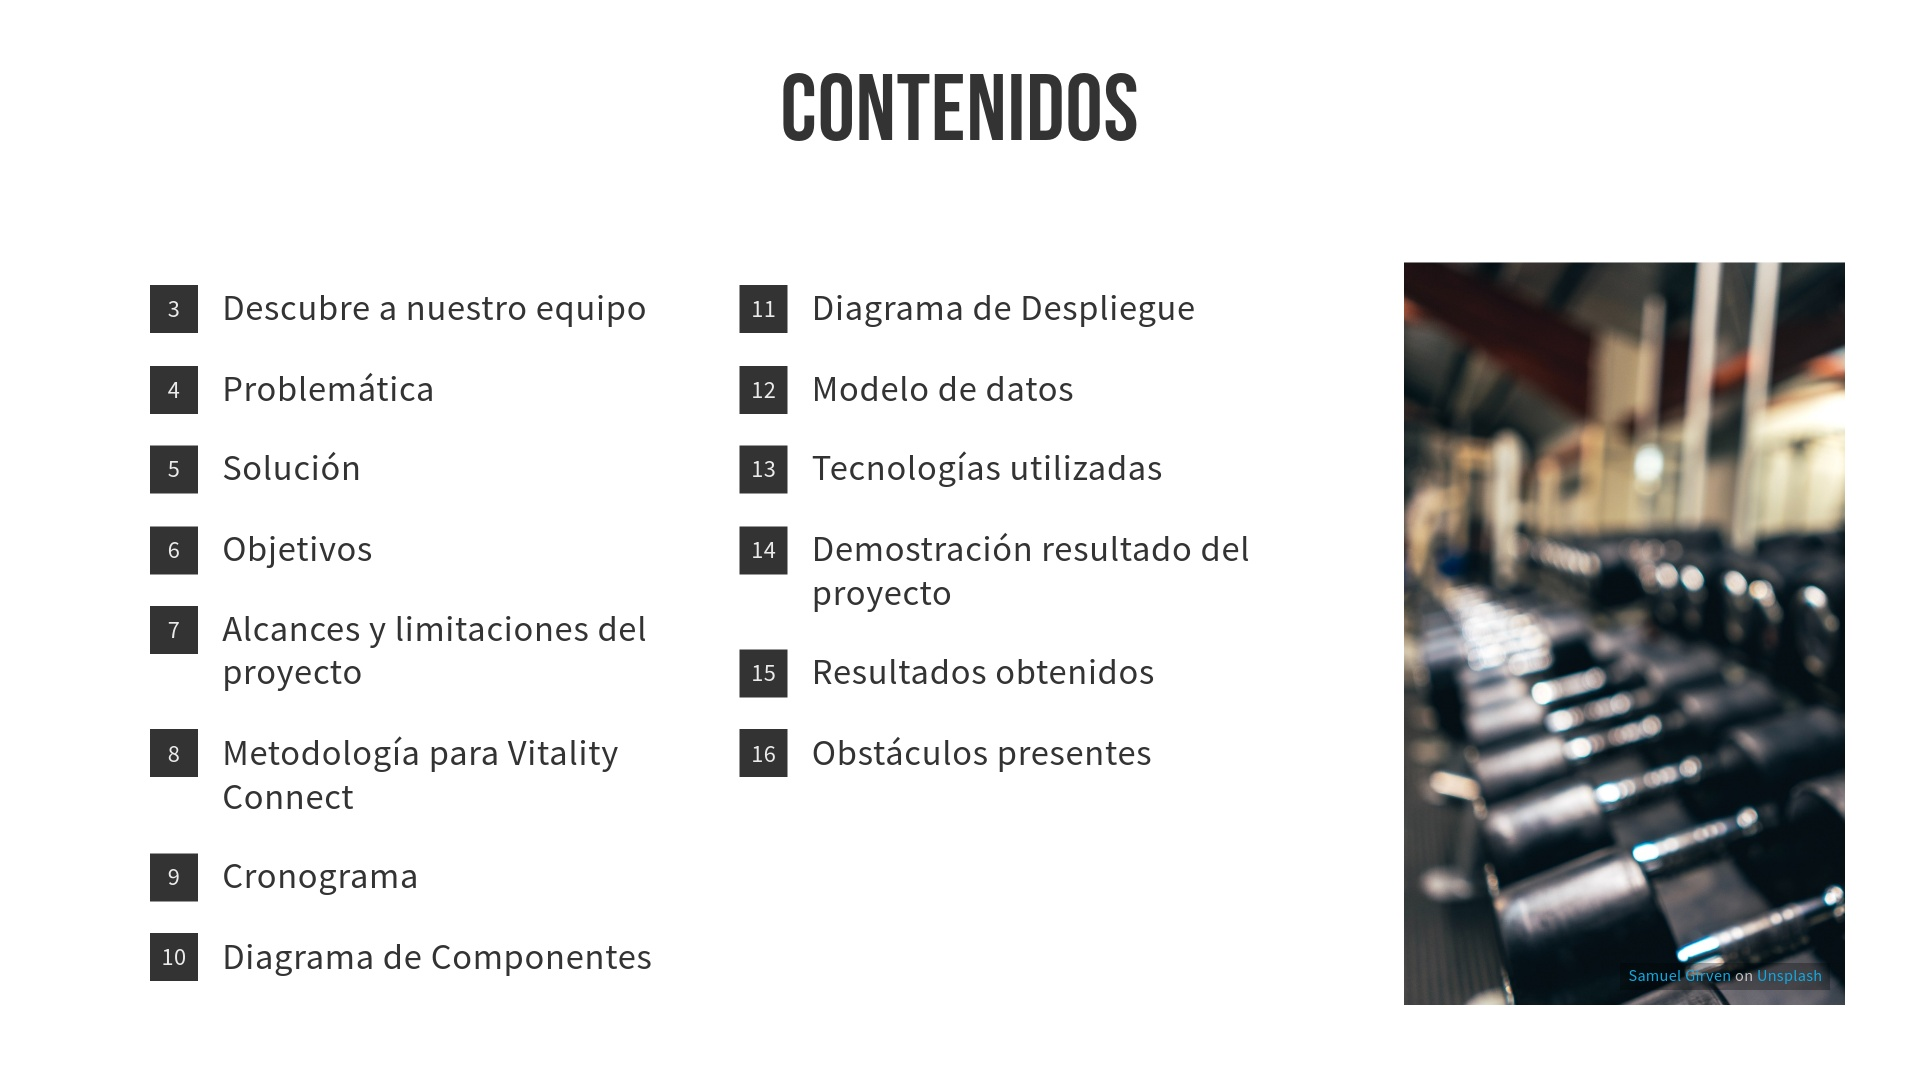 CONTENIDOS
3 Descubre a nuestro equipo
4 Problemática
5 Solución
6 Objetivos
7 Alcances y limitaciones del
proyecto
8 Metodología para Vitality
Connect
9 Cronograma
10 Diagrama de Componentes
11 Diagrama de Despliegue
12 Modelo de datos
13 Tecnologías utilizadas
14 Demostración resultado del
proyecto
15 Resultados obtenidos
16 Obstáculos presentes
Samuel Girven on Unsplash